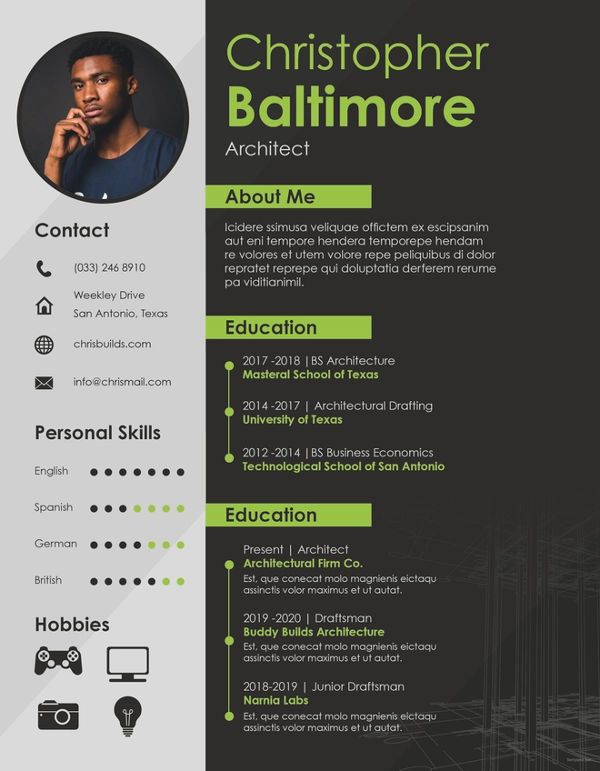 Christopher
Baltimore
Architect
Contact
(033) 246 8910
Weekley Drive
San Antonio, Texas
chrisbuilds.com
info@chrismail.com
Personal Skills
English
Spanish
German
British
Hobbies
About Me
Icidere ssimusa veliquae offictem ex escipsanim
aut eni tempore hendera temporepe hendam
re volores et utem volore repe peliquibus di dolor
repratet reprepe qui doluptatia derferem rerume
pa viditianimil.
Education
2017 -2018 |BS Architecture
Masteral School of Texas
2014 -2017 | Architectural Drafting
University of Texas
2012 -2014 |BS Business Economics
Technological School of San Antonio
Education
Present | Architect
Architectural Firm Co.
Est, que conecat molo magnienis eictaqu
assinctis volor maximus et ut autat.
2019 -2020 | Draftsman
Buddy Builds Architecture
Est, que conecat molo magnienis eictaqu
assinctis volor maximus et ut autat.
2018-2019 | Junior Draftsman
Narnia Labs
Est, que conecat molo magnienis eictaqu
assinctis volor maximus et ut autat.